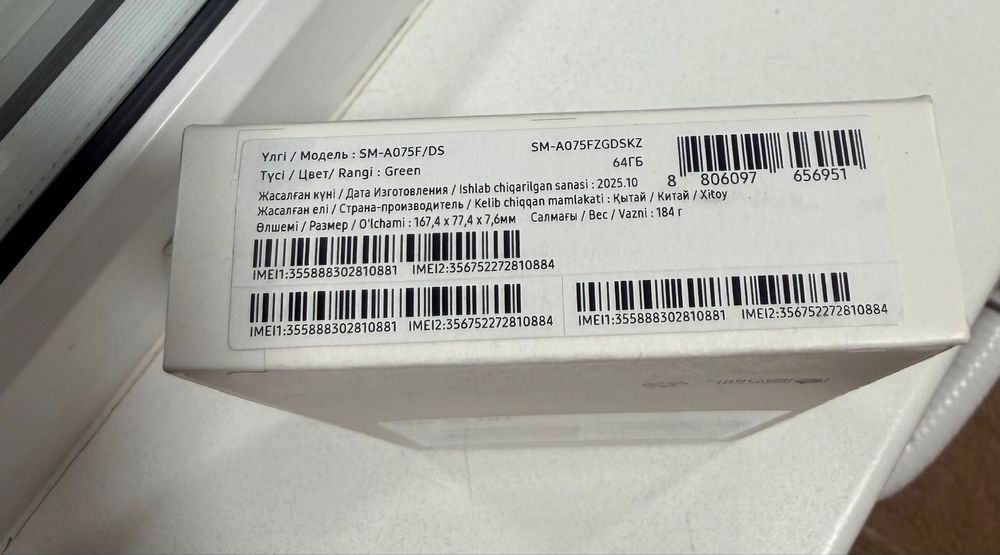 Үлгі / Модель : SM-A075F/DS
SM-A075FZGDSKZ
Түсі / Цвет/ Rangi : Green
64ГБ
Жасалған күні / Дата Изготовления / Ishlab chiqarilgan sanasi : 2025.10
8 806097 656951
Жасалған елі / Страна-производитель / Kelib chiqqan mamlakati : Қытай / Китай / Xitoy
Өлшемі / Размер / O'lchami : 167,4 x 77,4 x 7,6мм Салмағы / Вес / Vazni : 184 г
IMEI1:355888302810881 IMEI2:356752272810884
IMEI1:355888302810881 IMEI2:356752272810884
IMEI1:355888302810881 IMEI2:356752272810884